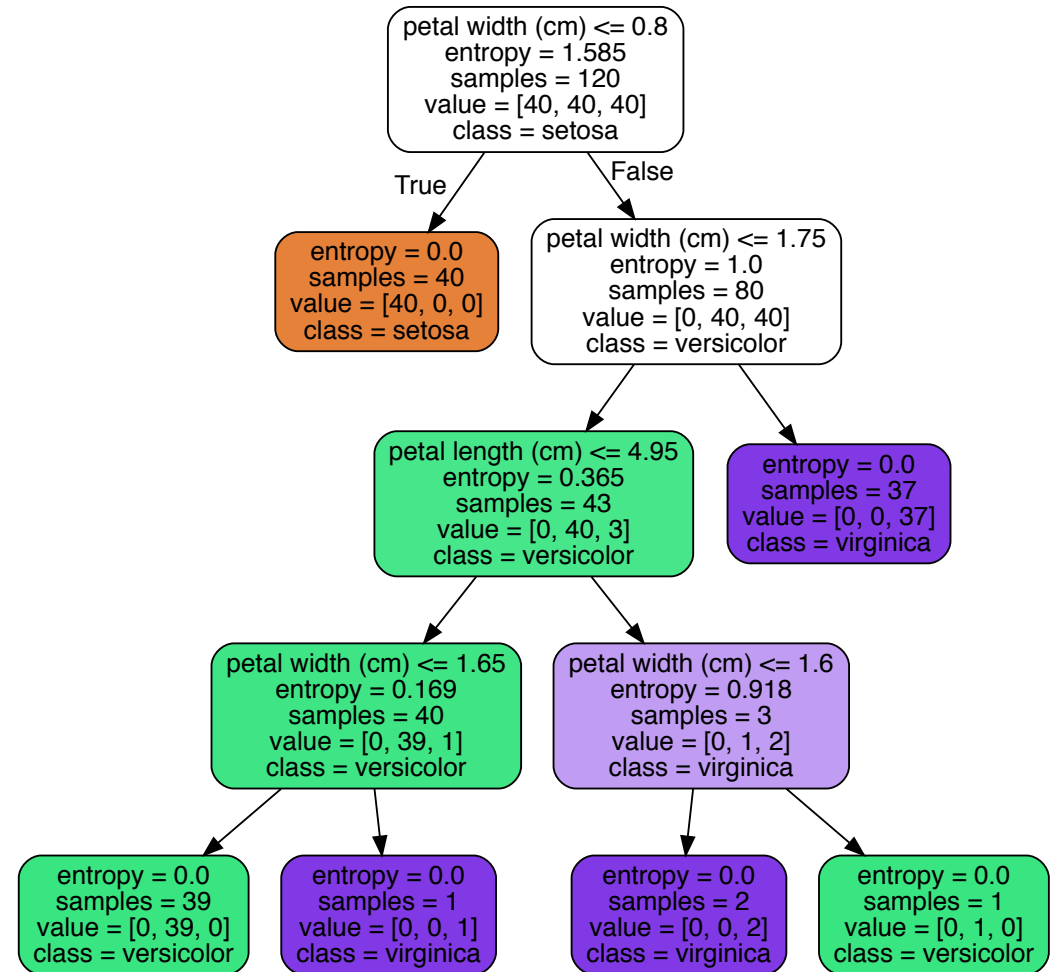 petal width (cm) <= 0.8
entropy = 1.585
samples = 120
value = [40, 40, 40]
class = setosa
True
False
entropy = 0.0
samples = 40
value = [40, 0, 0]
class = setosa
petal width (cm) <= 1.75
entropy = 1.0
samples = 80
value = [0, 40, 40]
class = versicolor
petal length (cm) <= 4.95
entropy = 0.365
samples = 43
value = [0, 40, 3]
class = versicolor
entropy = 0.0
samples = 37
value = [0, 0, 37]
class = virginica
petal width (cm) <= 1.65
entropy = 0.169
samples = 40
value = [0, 39, 1]
class = versicolor
petal width (cm) <= 1.6
entropy = 0.918
samples = 3
value = [0, 1, 2]
class = virginica
entropy = 0.0
samples = 39
value = [0, 39, 0]
class = versicolor
entropy = 0.0
samples = 1
value = [0, 0, 1]
class = virginica
entropy = 0.0
samples = 2
value = [0, 0, 2]
class = virginica
entropy = 0.0
samples = 1
value = [0, 1, 0]
class = versicolor